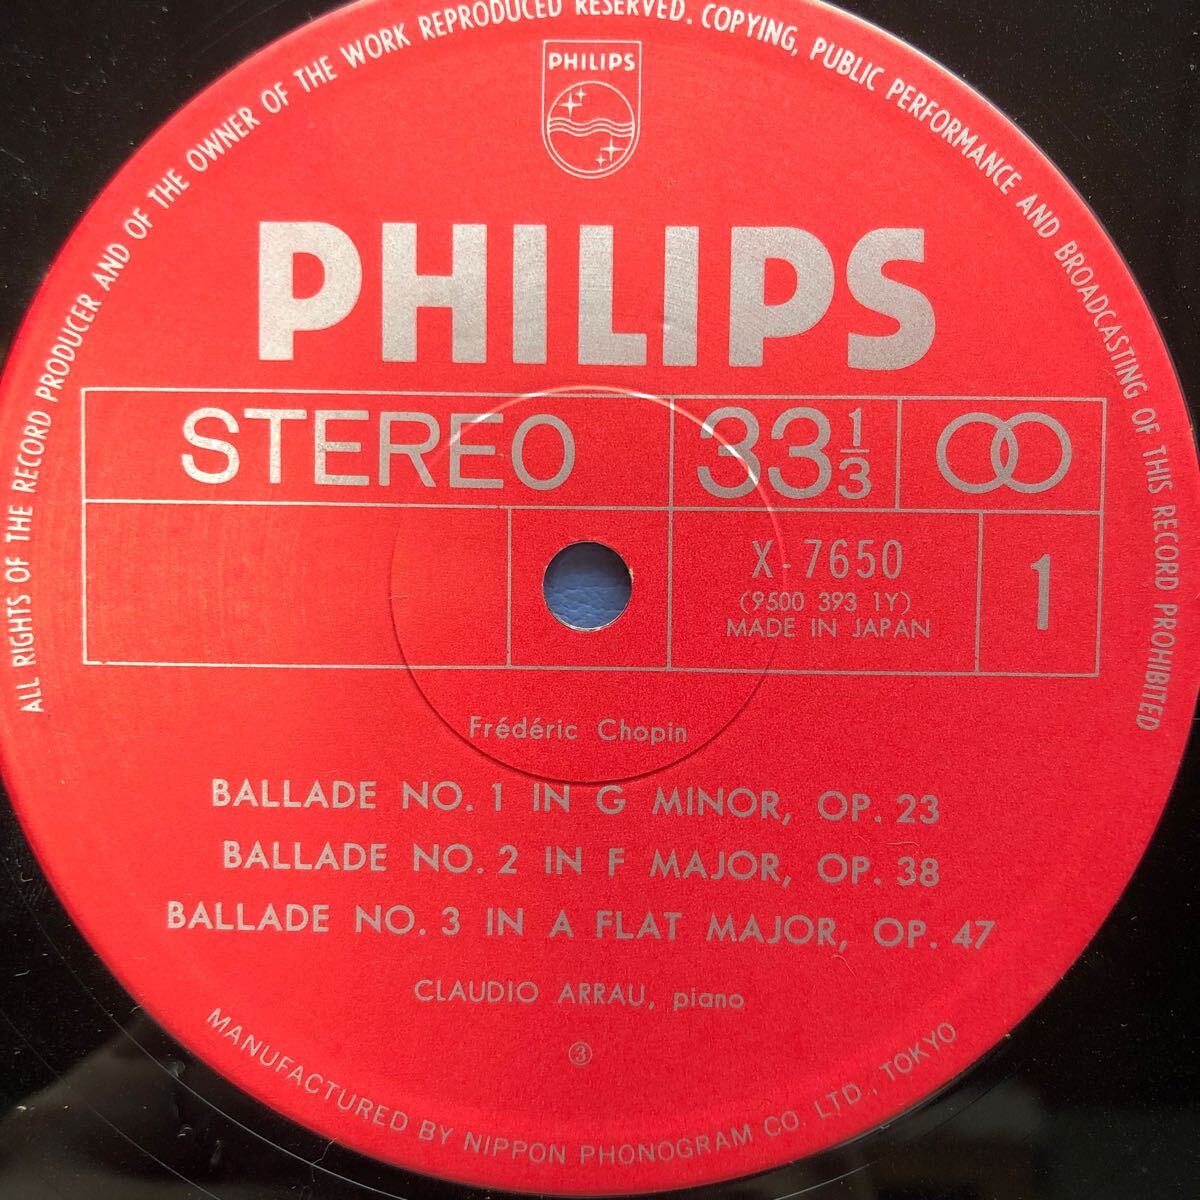 ALL RIGHTS OF THE RECORD PRODUCER AND OF THE OWNER OF THE WORK REPRODUCED RESERVED. COPYING, PUBLIC PERFORMANCE AND BROADCASTING OF THIS RECORD PROHIBITED
PHILIPS
PHILIPS
STEREO 33 1/3
X-7650
(9500 393 1Y)
MADE IN JAPAN
1
Frédéric Chopin
BALLADE NO. 1 IN G MINOR, OP. 23
BALLADE NO. 2 IN F MAJOR, OP. 38
BALLADE NO. 3 IN A FLAT MAJOR, OP. 47
CLAUDIO ARRAU, piano
③
MANUFACTURED BY NIPPON PHONOGRAM CO. LTD., TOKYO